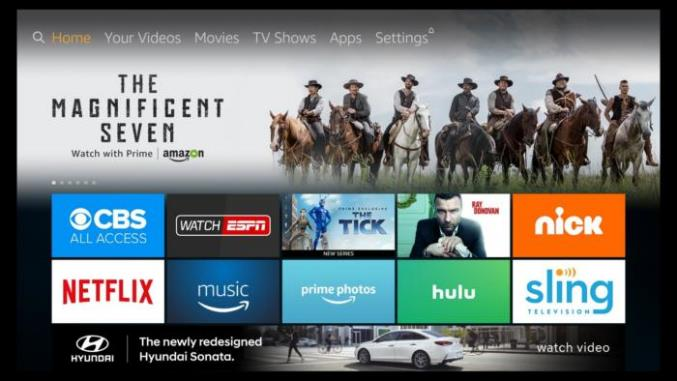 Home Your Videos Movies TV Shows Apps Settings
THE
MAGNIFICENT
SEVEN
Watch with Prime | amazon
CBS
ALL ACCESS
WATCH ESPN
PRIME EXCLUSIVE
THE
TICK
NEW SERIES
RAY
DONOVAN
nick
NETFLIX
music
prime photos
hulu
sling
TELEVISION
HYUNDAI
The newly redesigned
Hyundai Sonata.
watch video